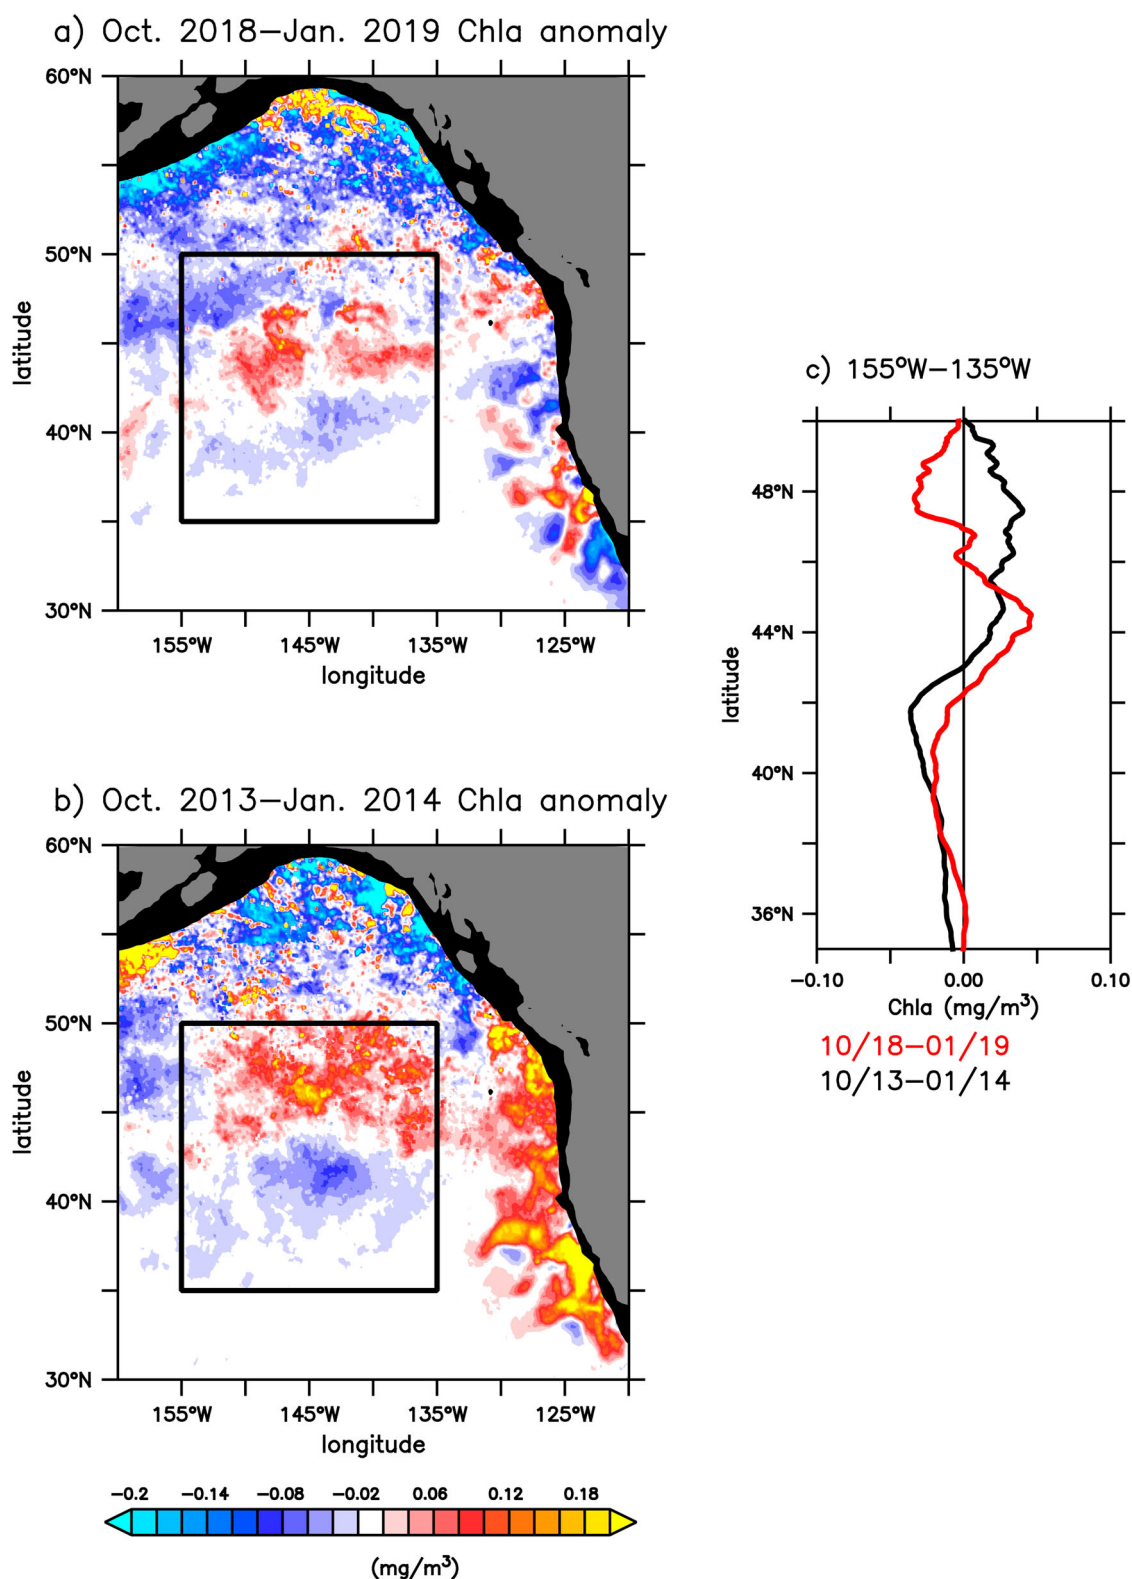 a) Oct. 2018–Jan. 2019 Chla anomaly
60°N
50°N
40°N
30°N
latitude
155°W 145°W 135°W 125°W
longitude
b) Oct. 2013–Jan. 2014 Chla anomaly
60°N
50°N
40°N
30°N
latitude
155°W 145°W 135°W 125°W
longitude
−0.2 −0.14 −0.08 −0.02 0.06 0.12 0.18
(mg/m³)
c) 155°W–135°W
48°N
44°N
40°N
36°N
latitude
−0.10 0.00 0.10
Chla (mg/m³)
10/18–01/19
10/13–01/14